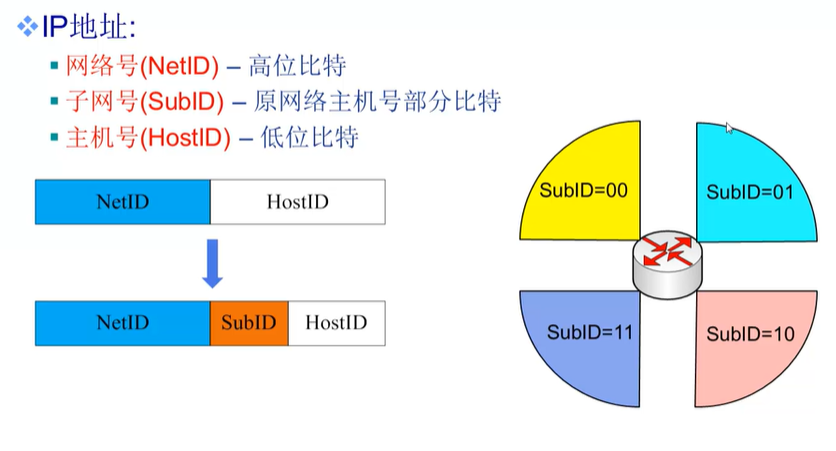 IP地址:
网络号(NetID) – 高位比特
子网号(SubID) – 原网络主机号部分比特
主机号(HostID) – 低位比特
NetID HostID
NetID SubID HostID
SubID=00 SubID=01
SubID=11 SubID=10